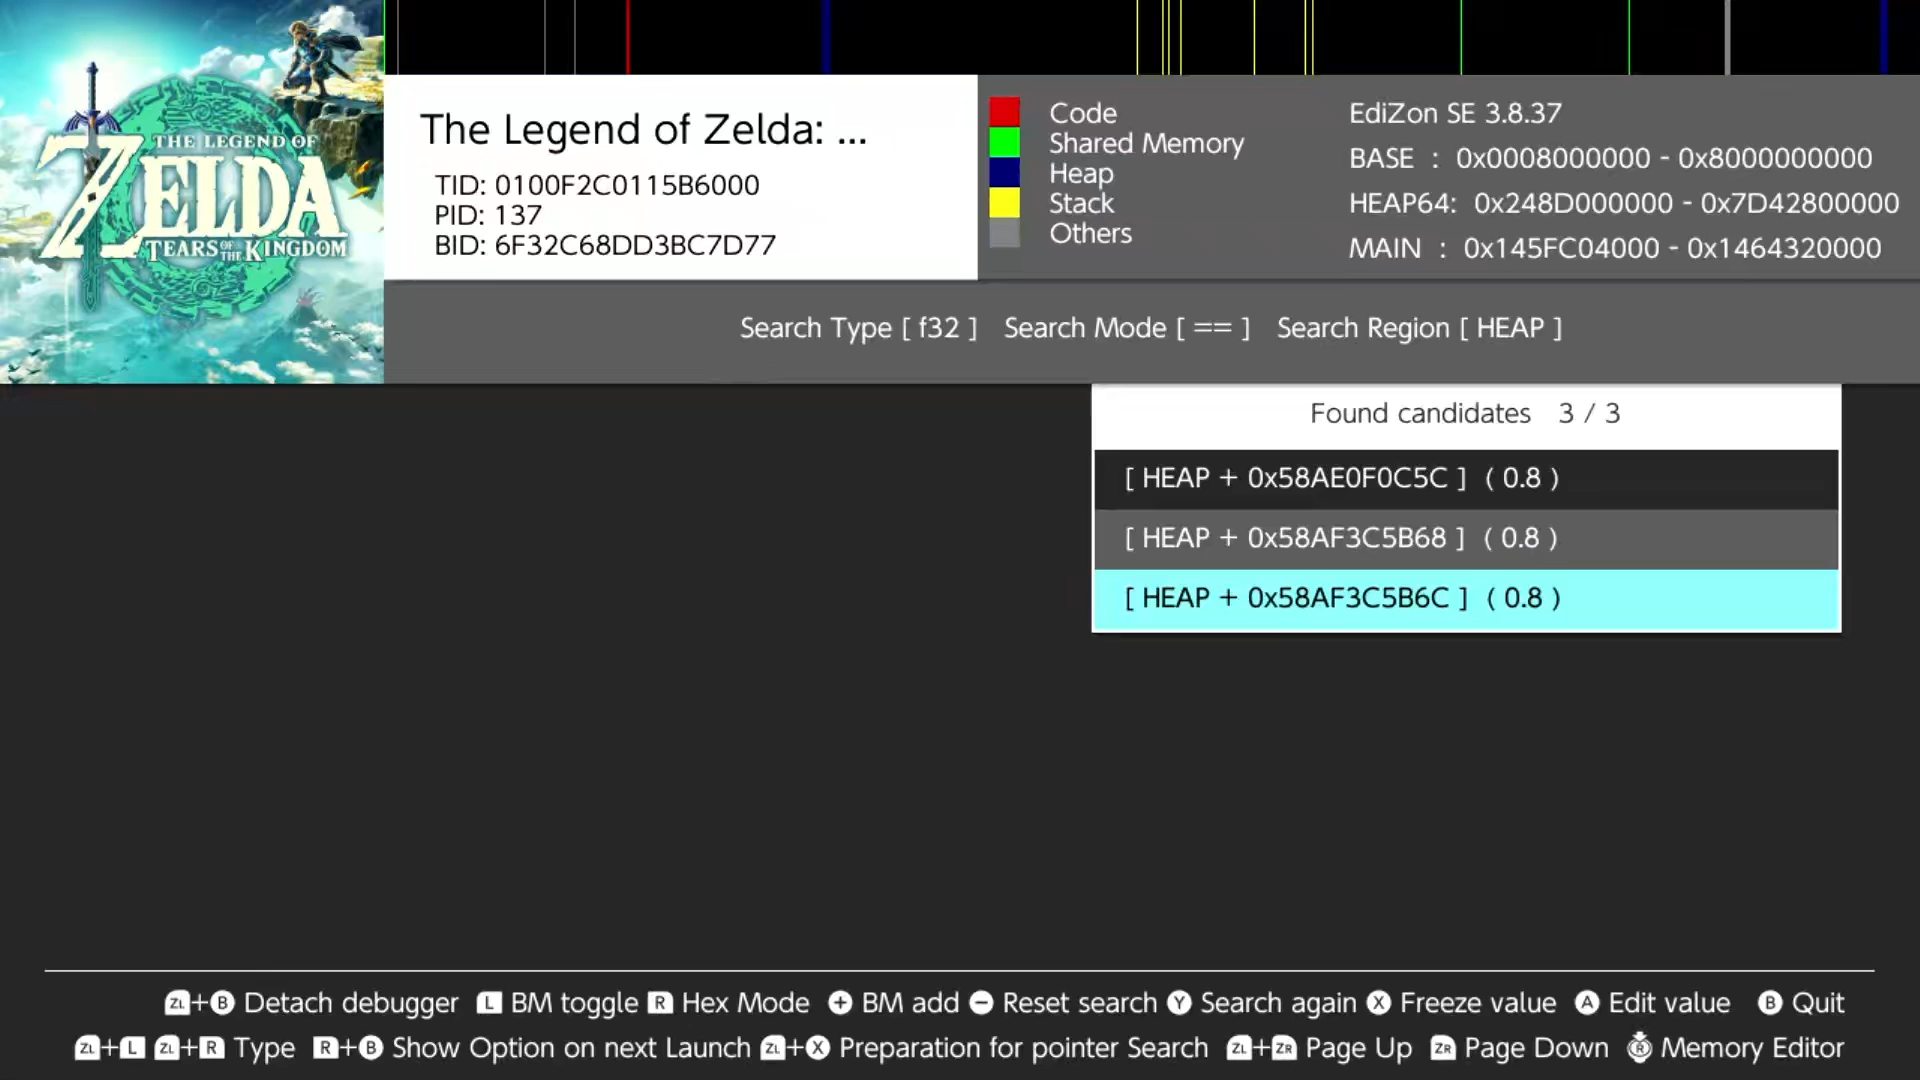 THE LEGEND OF
ZELDA
TEARS OF THE KINGDOM
The Legend of Zelda: ...
TID: 0100F2C0115B6000
PID: 137
BID: 6F32C68DD3BC7D77
Code
Shared Memory
Heap
Stack
Others
EdiZon SE 3.8.37
BASE : 0x0008000000 - 0x8000000000
HEAP64: 0x248D000000 - 0x7D42800000
MAIN : 0x145FC04000 - 0x1464320000
Search Type [ f32 ] Search Mode [ == ] Search Region [ HEAP ]
Found candidates 3 / 3
[ HEAP + 0x58AE0F0C5C ] ( 0.8 )
[ HEAP + 0x58AF3C5B68 ] ( 0.8 )
[ HEAP + 0x58AF3C5B6C ] ( 0.8 )
ZL+B Detach debugger L BM toggle R Hex Mode + BM add − Reset search Y Search again X Freeze value A Edit value B Quit
ZL+L ZL+R Type R+B Show Option on next Launch ZL+X Preparation for pointer Search ZL+ZR Page Up ZR Page Down R Memory Editor